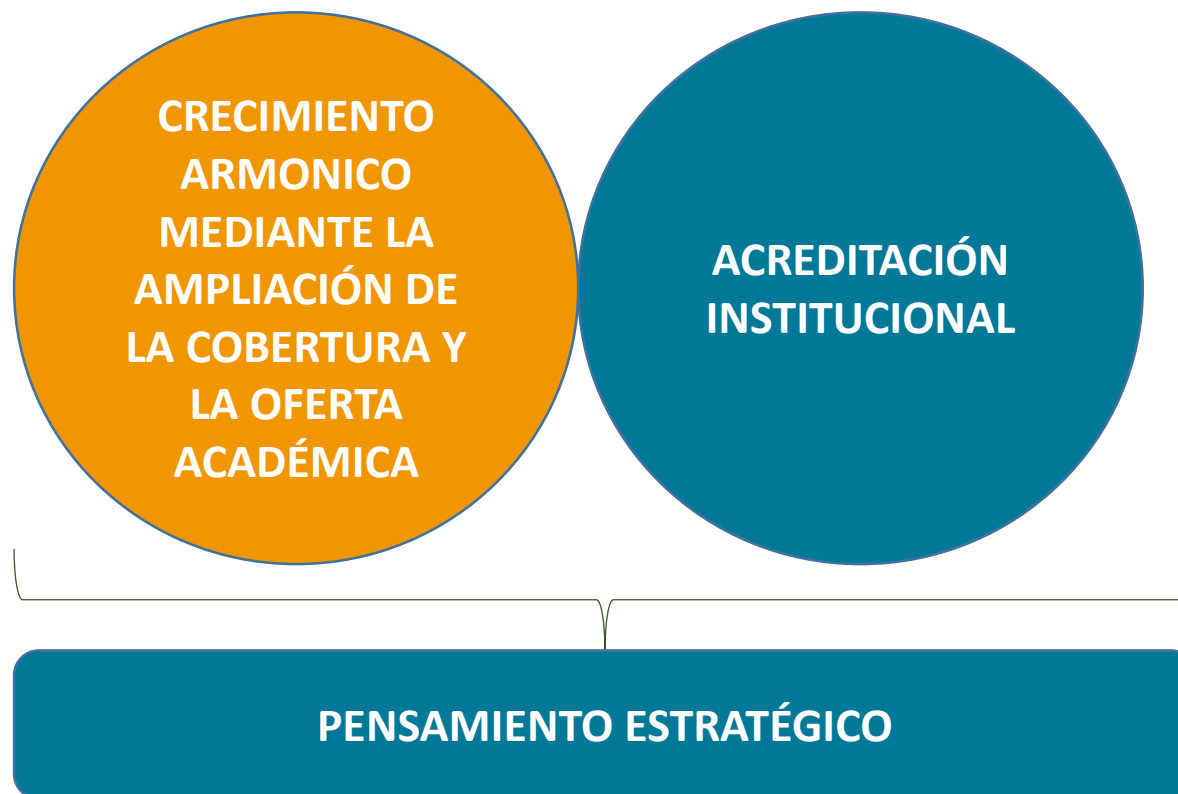 CRECIMIENTO
ARMONICO
MEDIANTE LA
AMPLIACIÓN DE
LA COBERTURA Y
LA OFERTA
ACADÉMICA
ACREDITACIÓN
INSTITUCIONAL
PENSAMIENTO ESTRATÉGICO